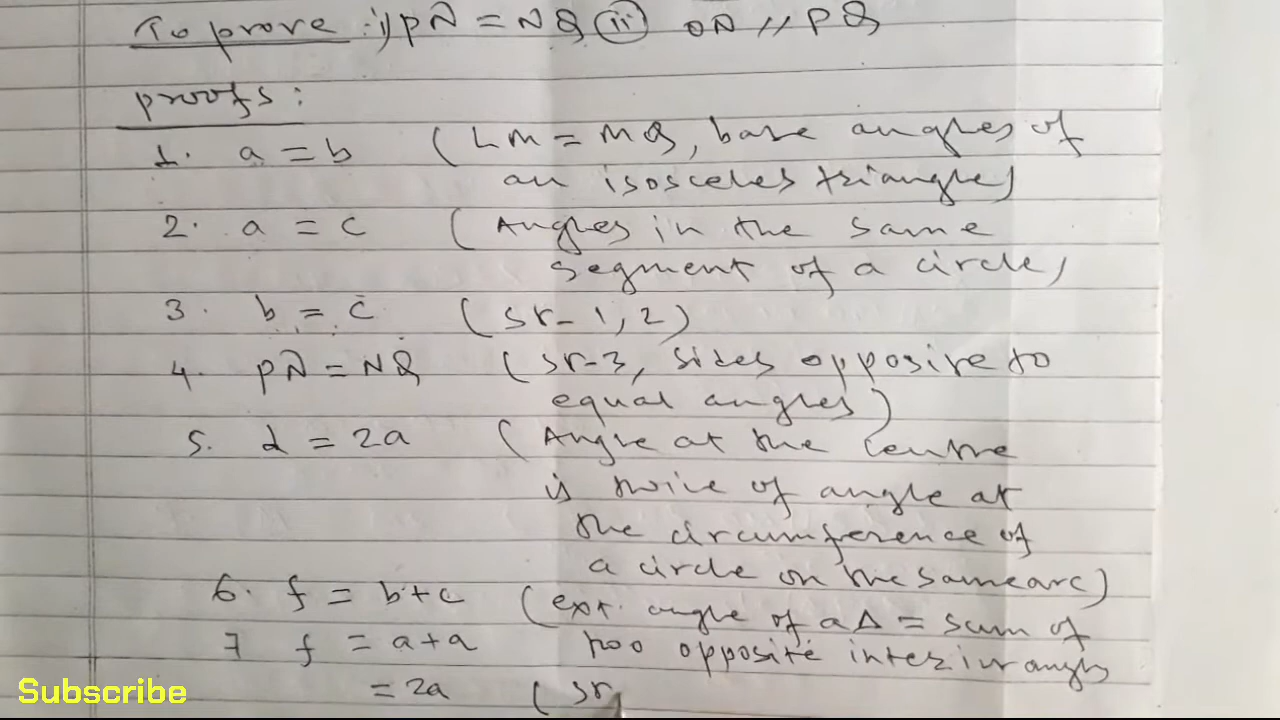 To prove : i) PN = NQ (ii) ON // PQ
proofs :
1. a = b ( LM = MQ, base angles of
an isosceles triangle)
2. a = c ( Angles in the same
segment of a circle)
3. b = c ( sr - 1, 2 )
4. PN = NQ ( sr-3, sides opposite to
equal angles)
5. d = 2a ( Angle at the centre
is twice of angle at
the circumference of
a circle on the same arc)
6. f = b+c ( ext. angle of a Δ = sum of
two opposite interior angles
7 f = a+a
= 2a ( sr
Subscribe